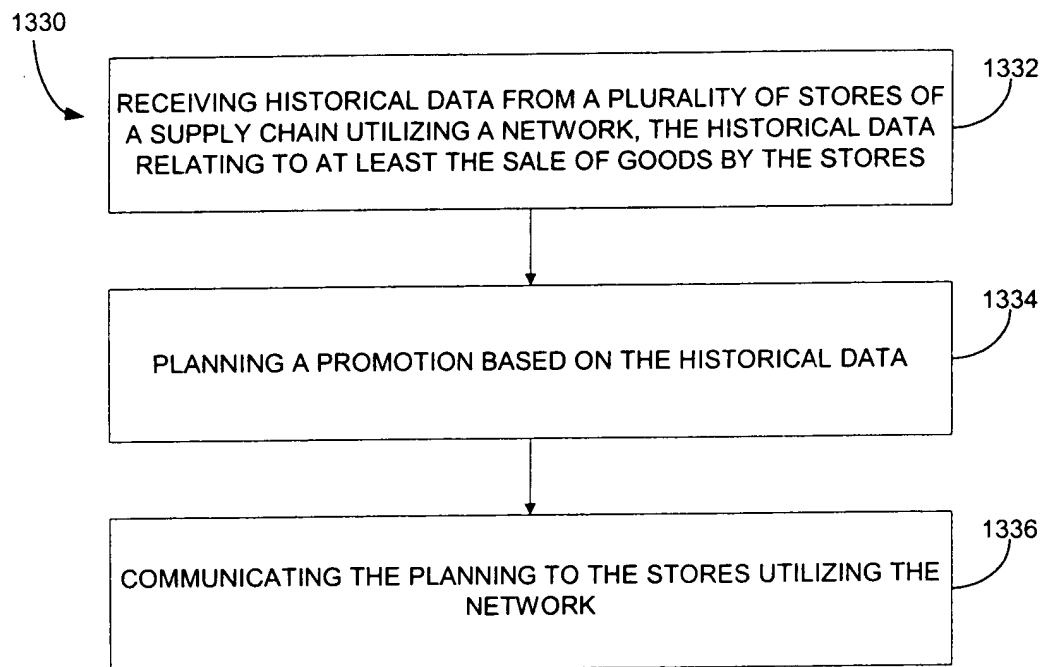 1330
1332
RECEIVING HISTORICAL DATA FROM A PLURALITY OF STORES OF
A SUPPLY CHAIN UTILIZING A NETWORK, THE HISTORICAL DATA
RELATING TO AT LEAST THE SALE OF GOODS BY THE STORES
1334
PLANNING A PROMOTION BASED ON THE HISTORICAL DATA
1336
COMMUNICATING THE PLANNING TO THE STORES UTILIZING THE
NETWORK